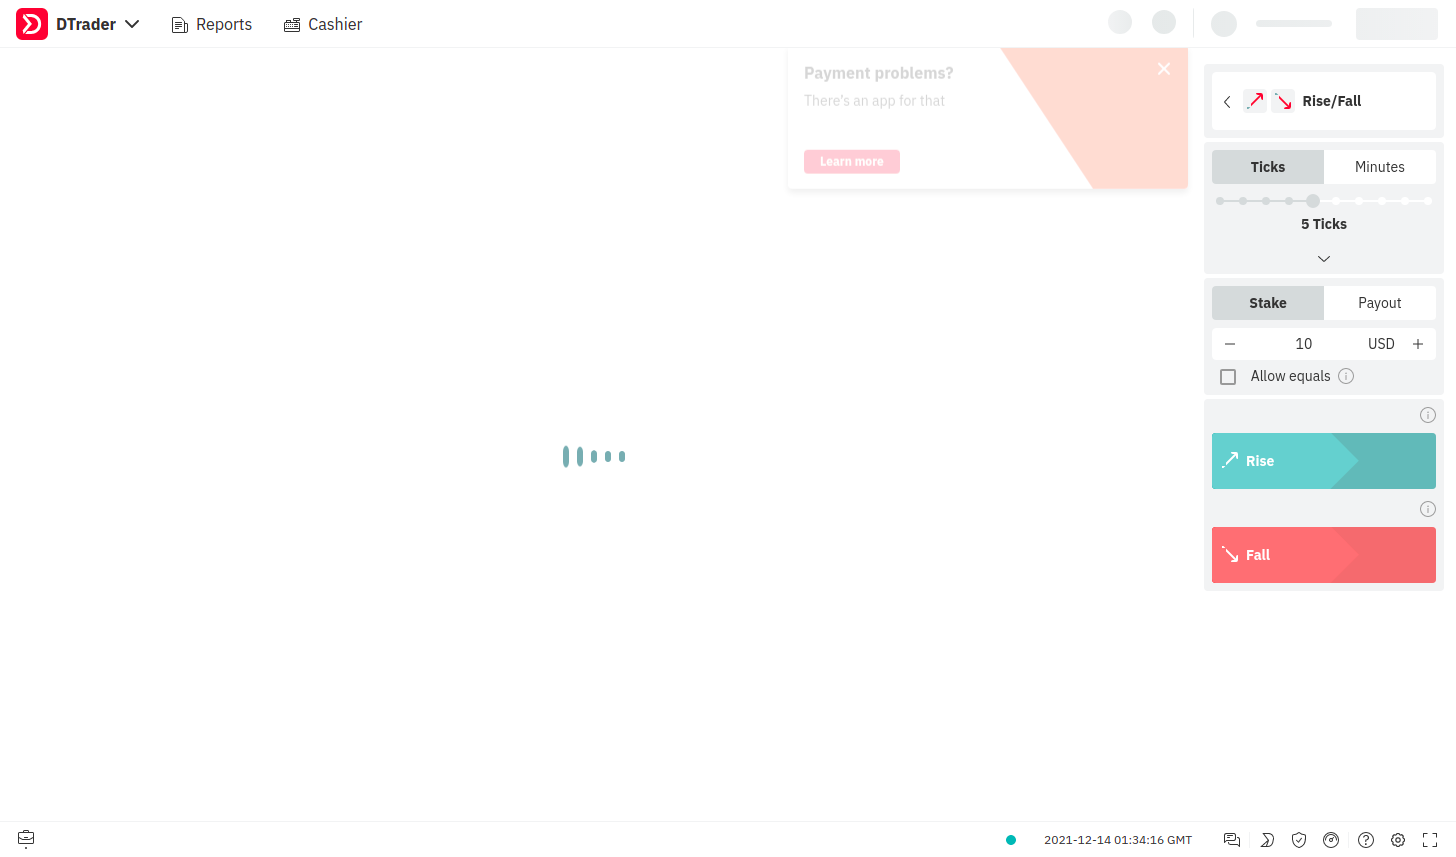 DTrader
Reports
Cashier
Payment problems?
There's an app for that
Learn more
Rise/Fall
Ticks
Minutes
5 Ticks
Stake
Payout
10
USD
Allow equals
Rise
Fall
2021-12-14 01:34:16 GMT